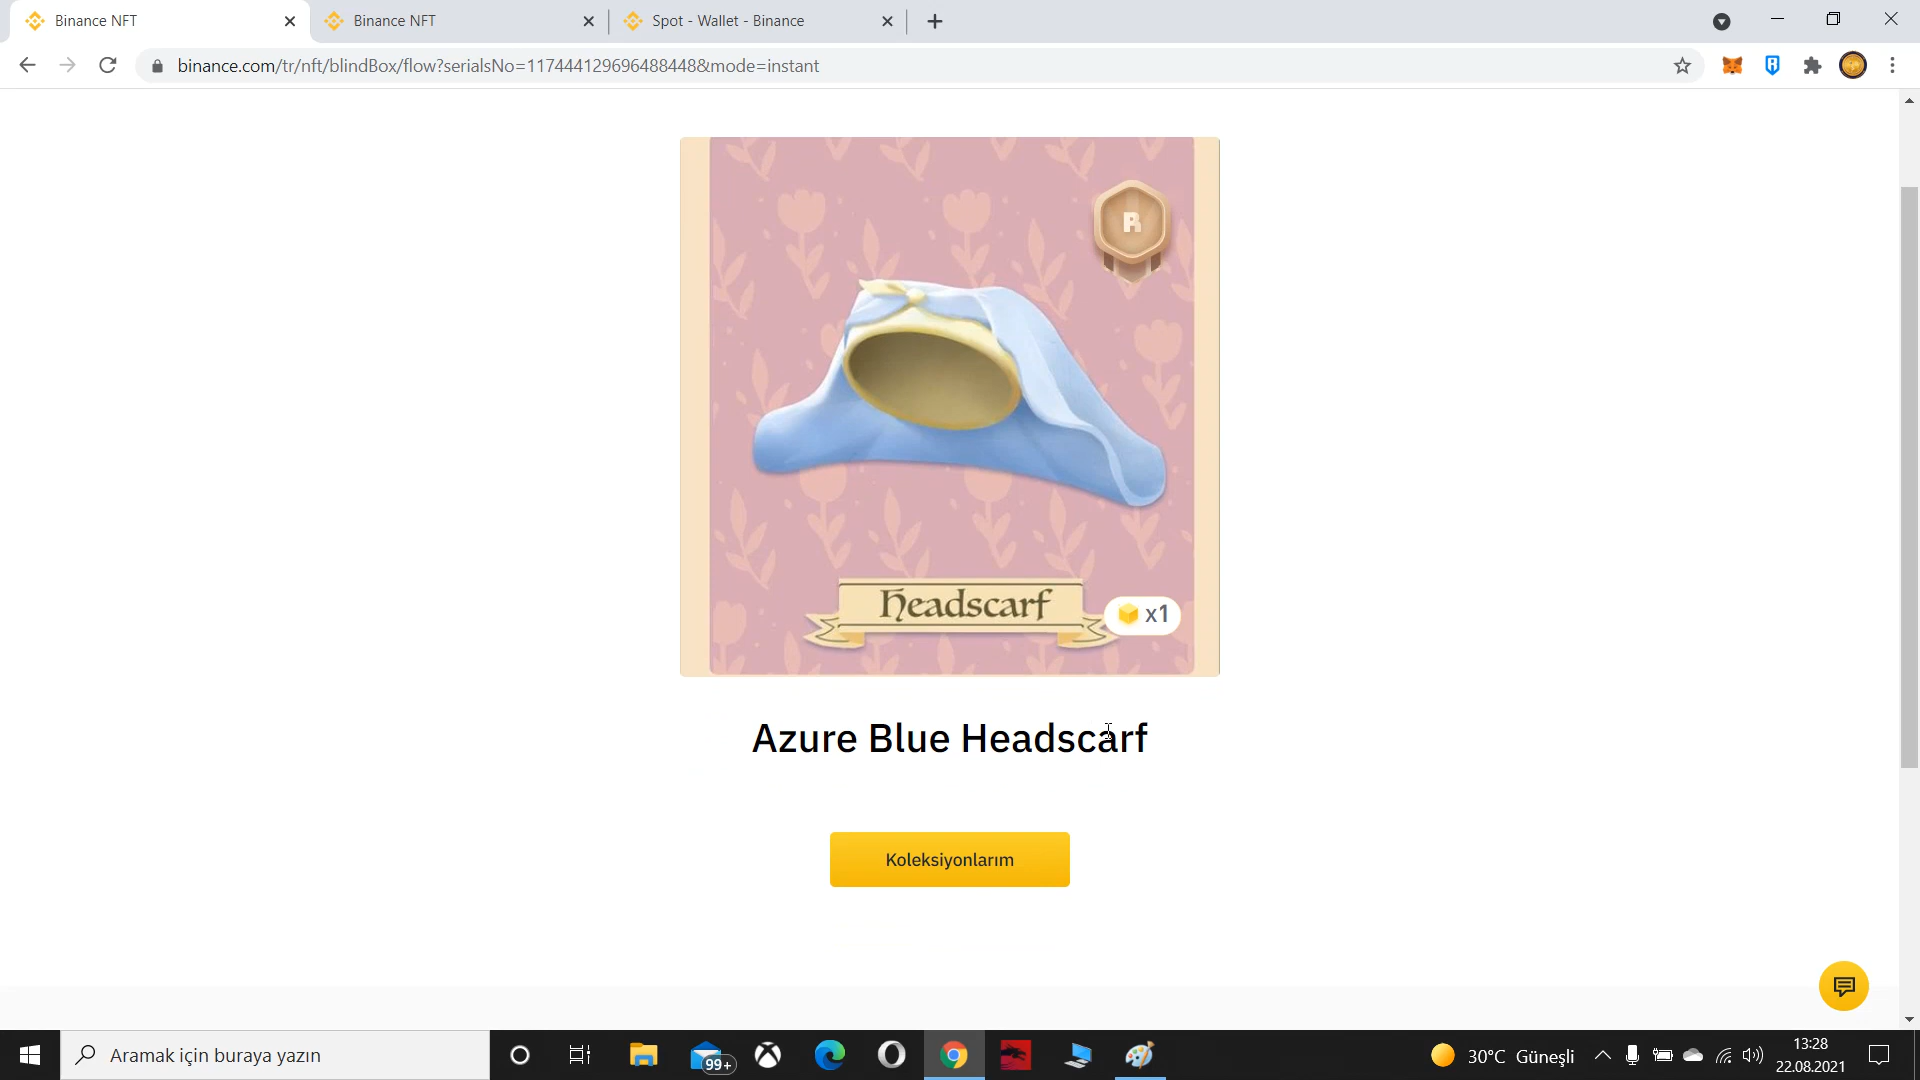 Binance NFT
Binance NFT
Spot - Wallet - Binance
binance.com/tr/nft/blindBox/flow?serialsNo=117444129696488448&mode=instant
R
Headscarf
x1
Azure Blue Headscarf
Koleksiyonlarım
Aramak için buraya yazın
99+
30°C Güneşli
13:28
22.08.2021